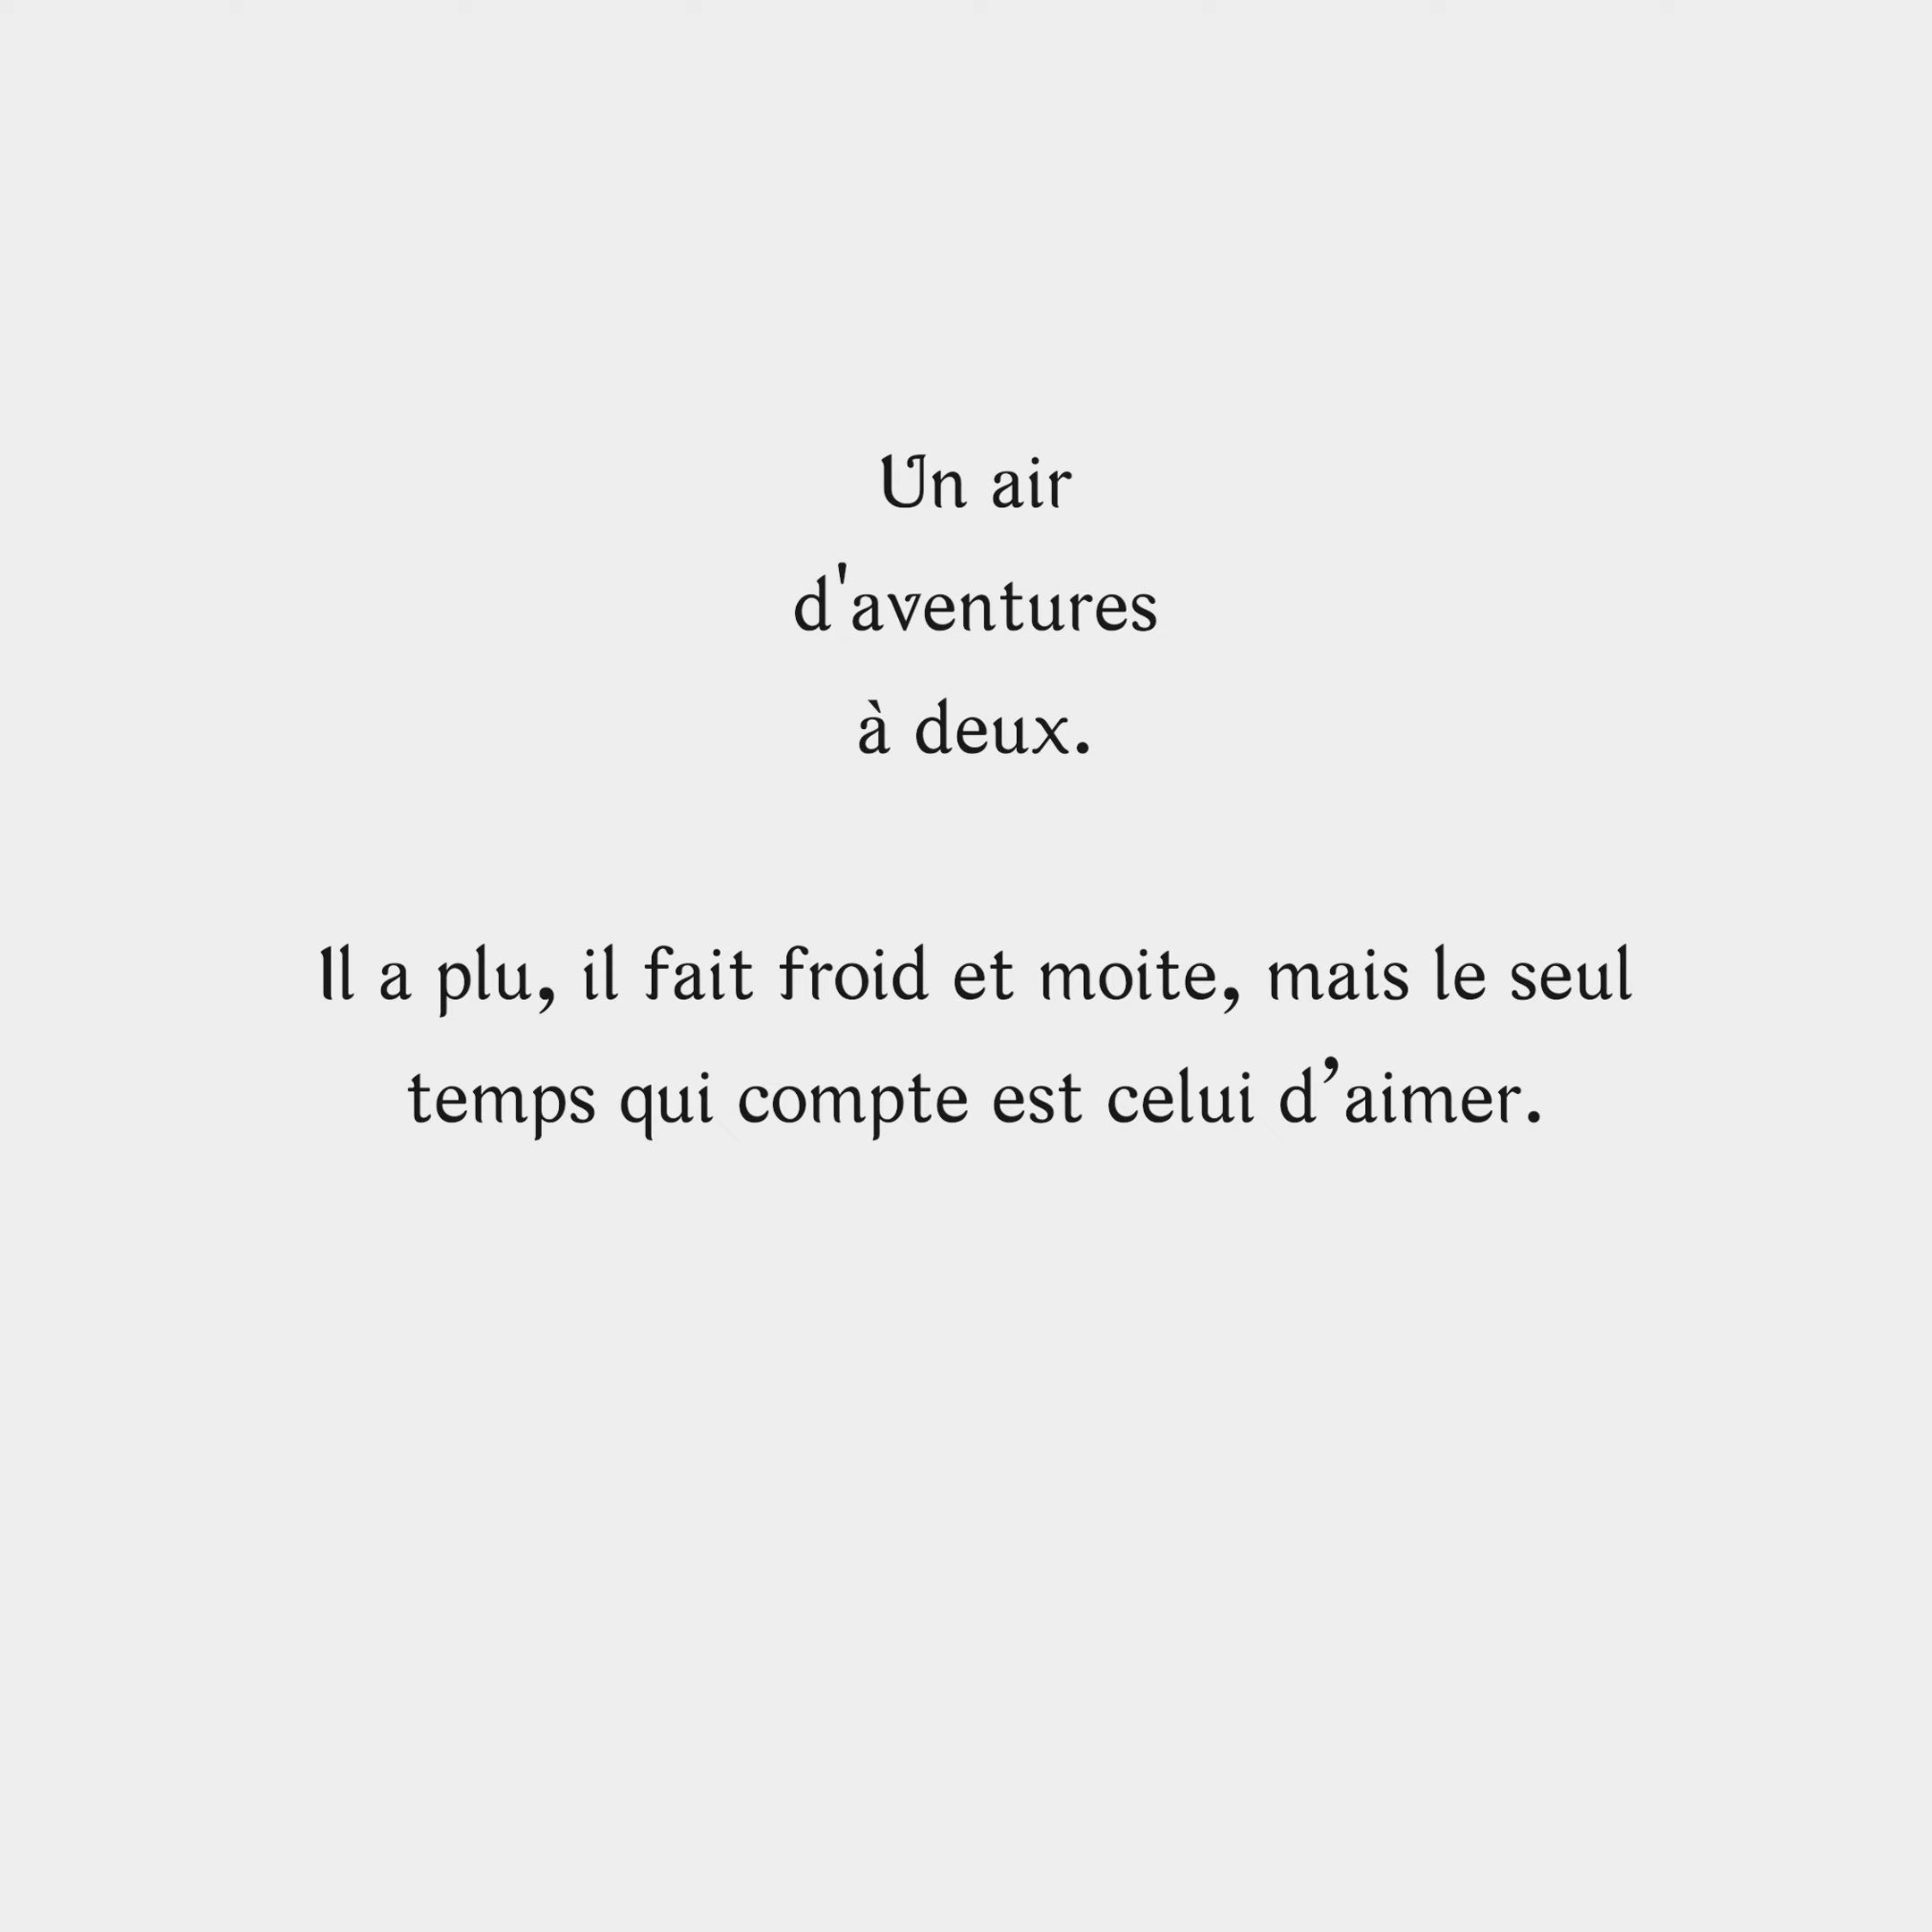 Un air
d'aventures
à deux.
Il a plu, il fait froid et moite, mais le seul
temps qui compte est celui d’aimer.